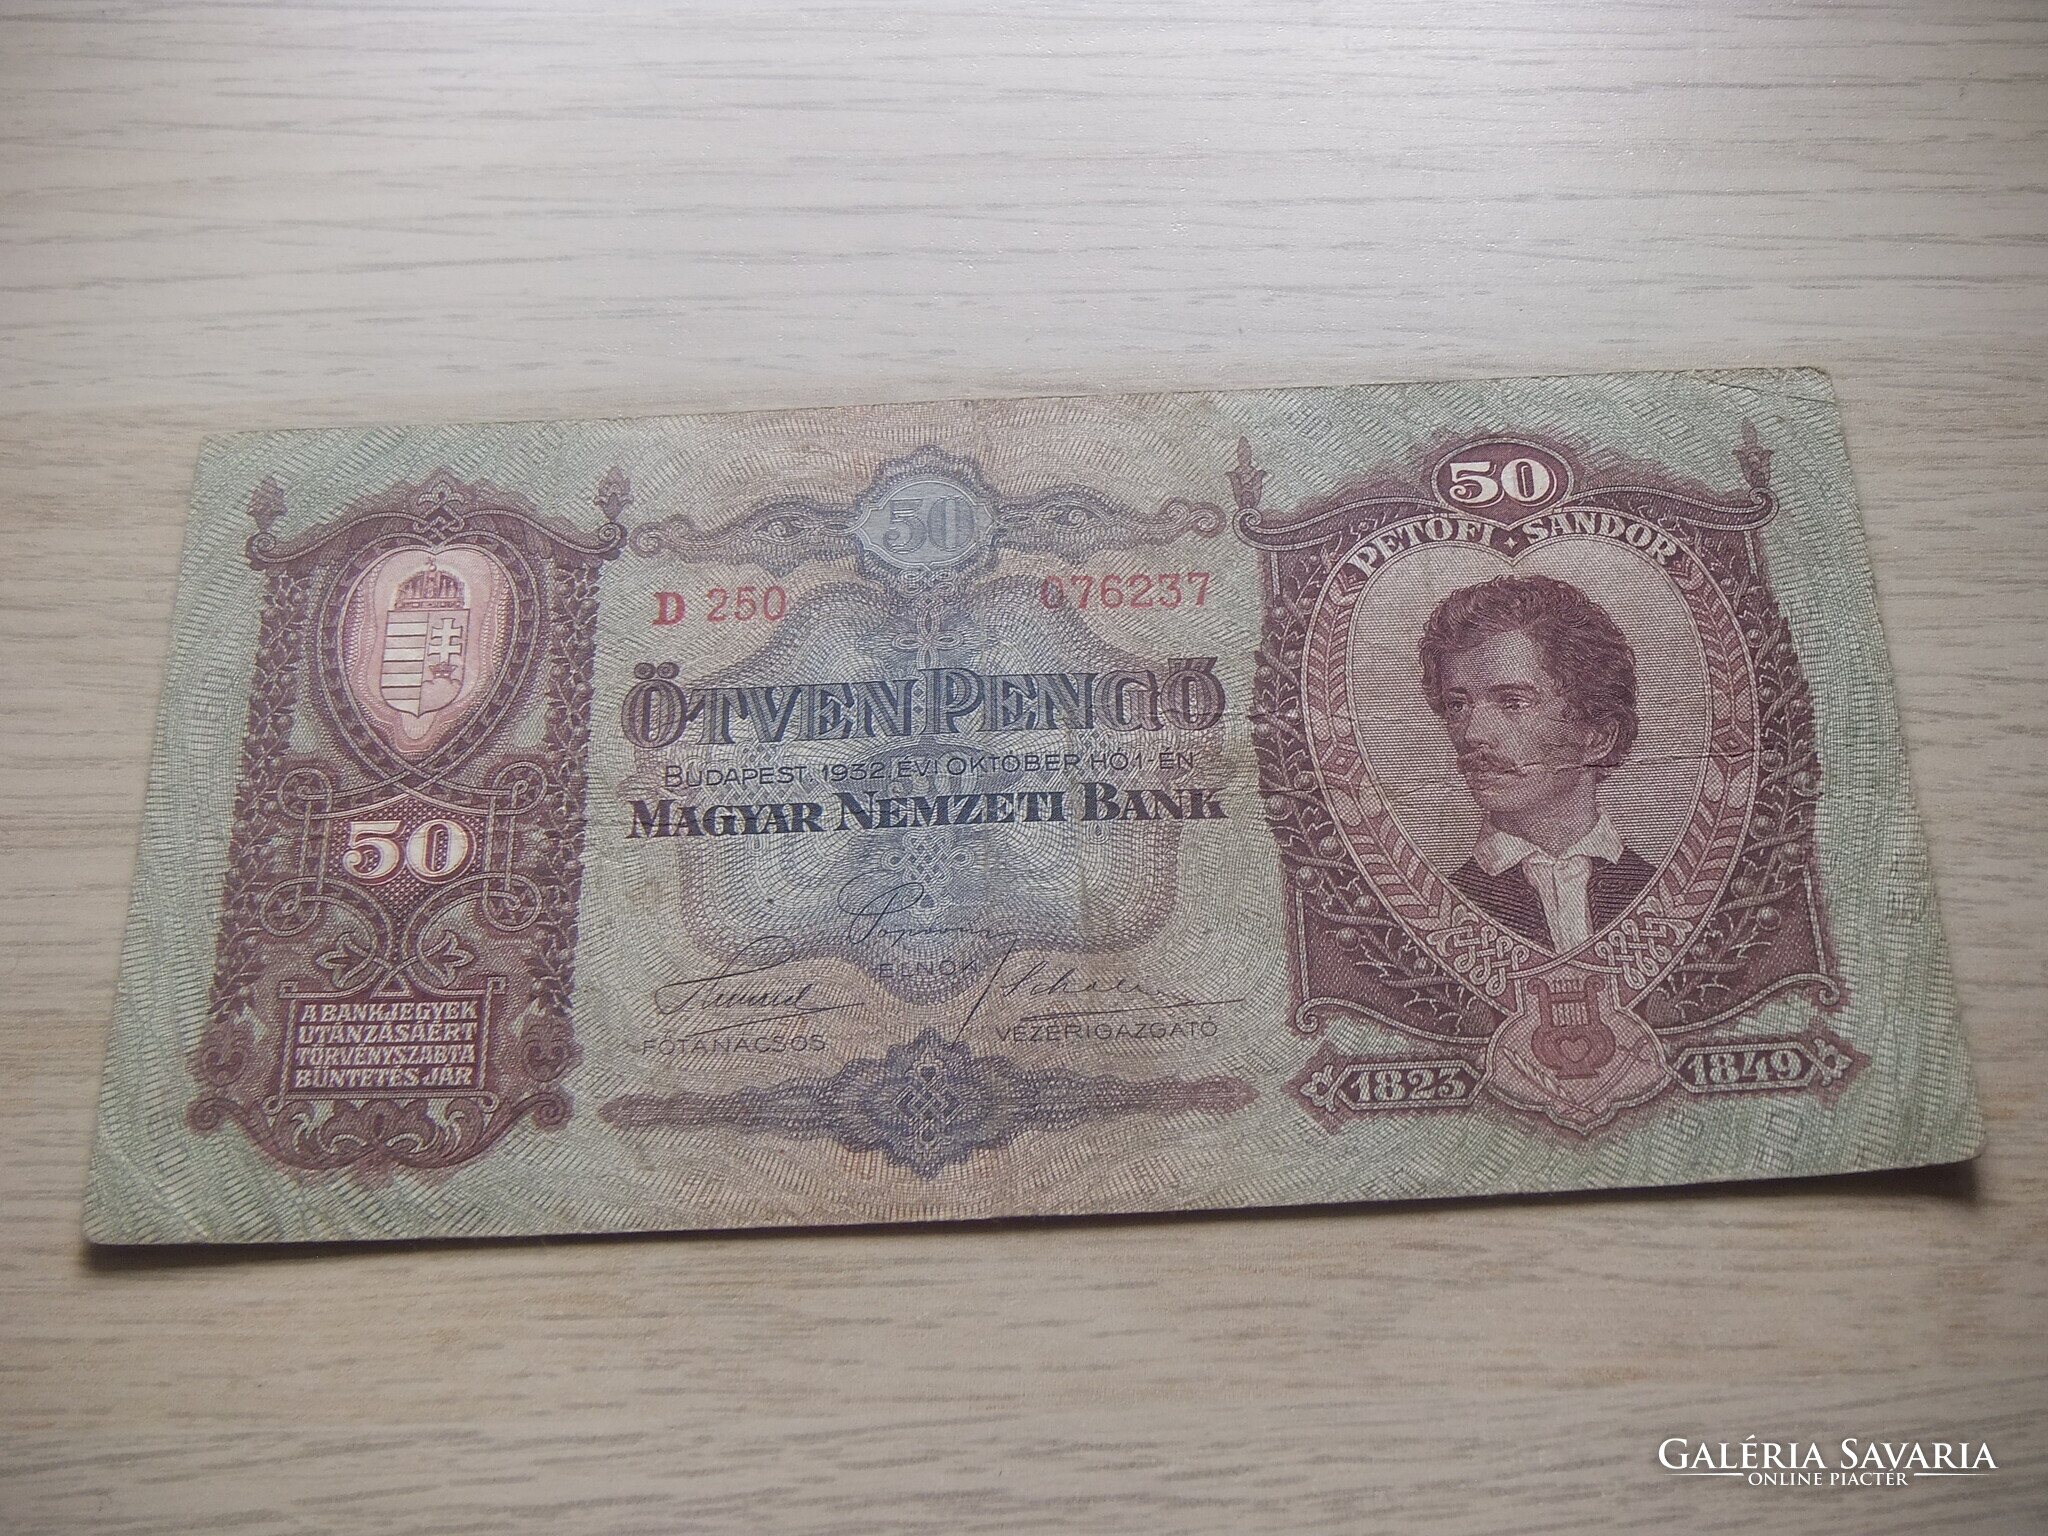 50
50
PETŐFI SÁNDOR
D 250 076237
ÖTVEN PENGŐ
BUDAPEST, 1932. ÉVI OKTÓBER HÓ 1-ÉN
MAGYAR NEMZETI BANK
50
ELNÖK
FŐTANÁCSOS
VEZÉRIGAZGATÓ
A BANKJEGYEK
UTÁNZÁSÁÉRT
TÖRVÉNYSZABTA
BÜNTETÉS JÁR
1823
1849
GALÉRIA SAVARIA
ONLINE PIACTÉR